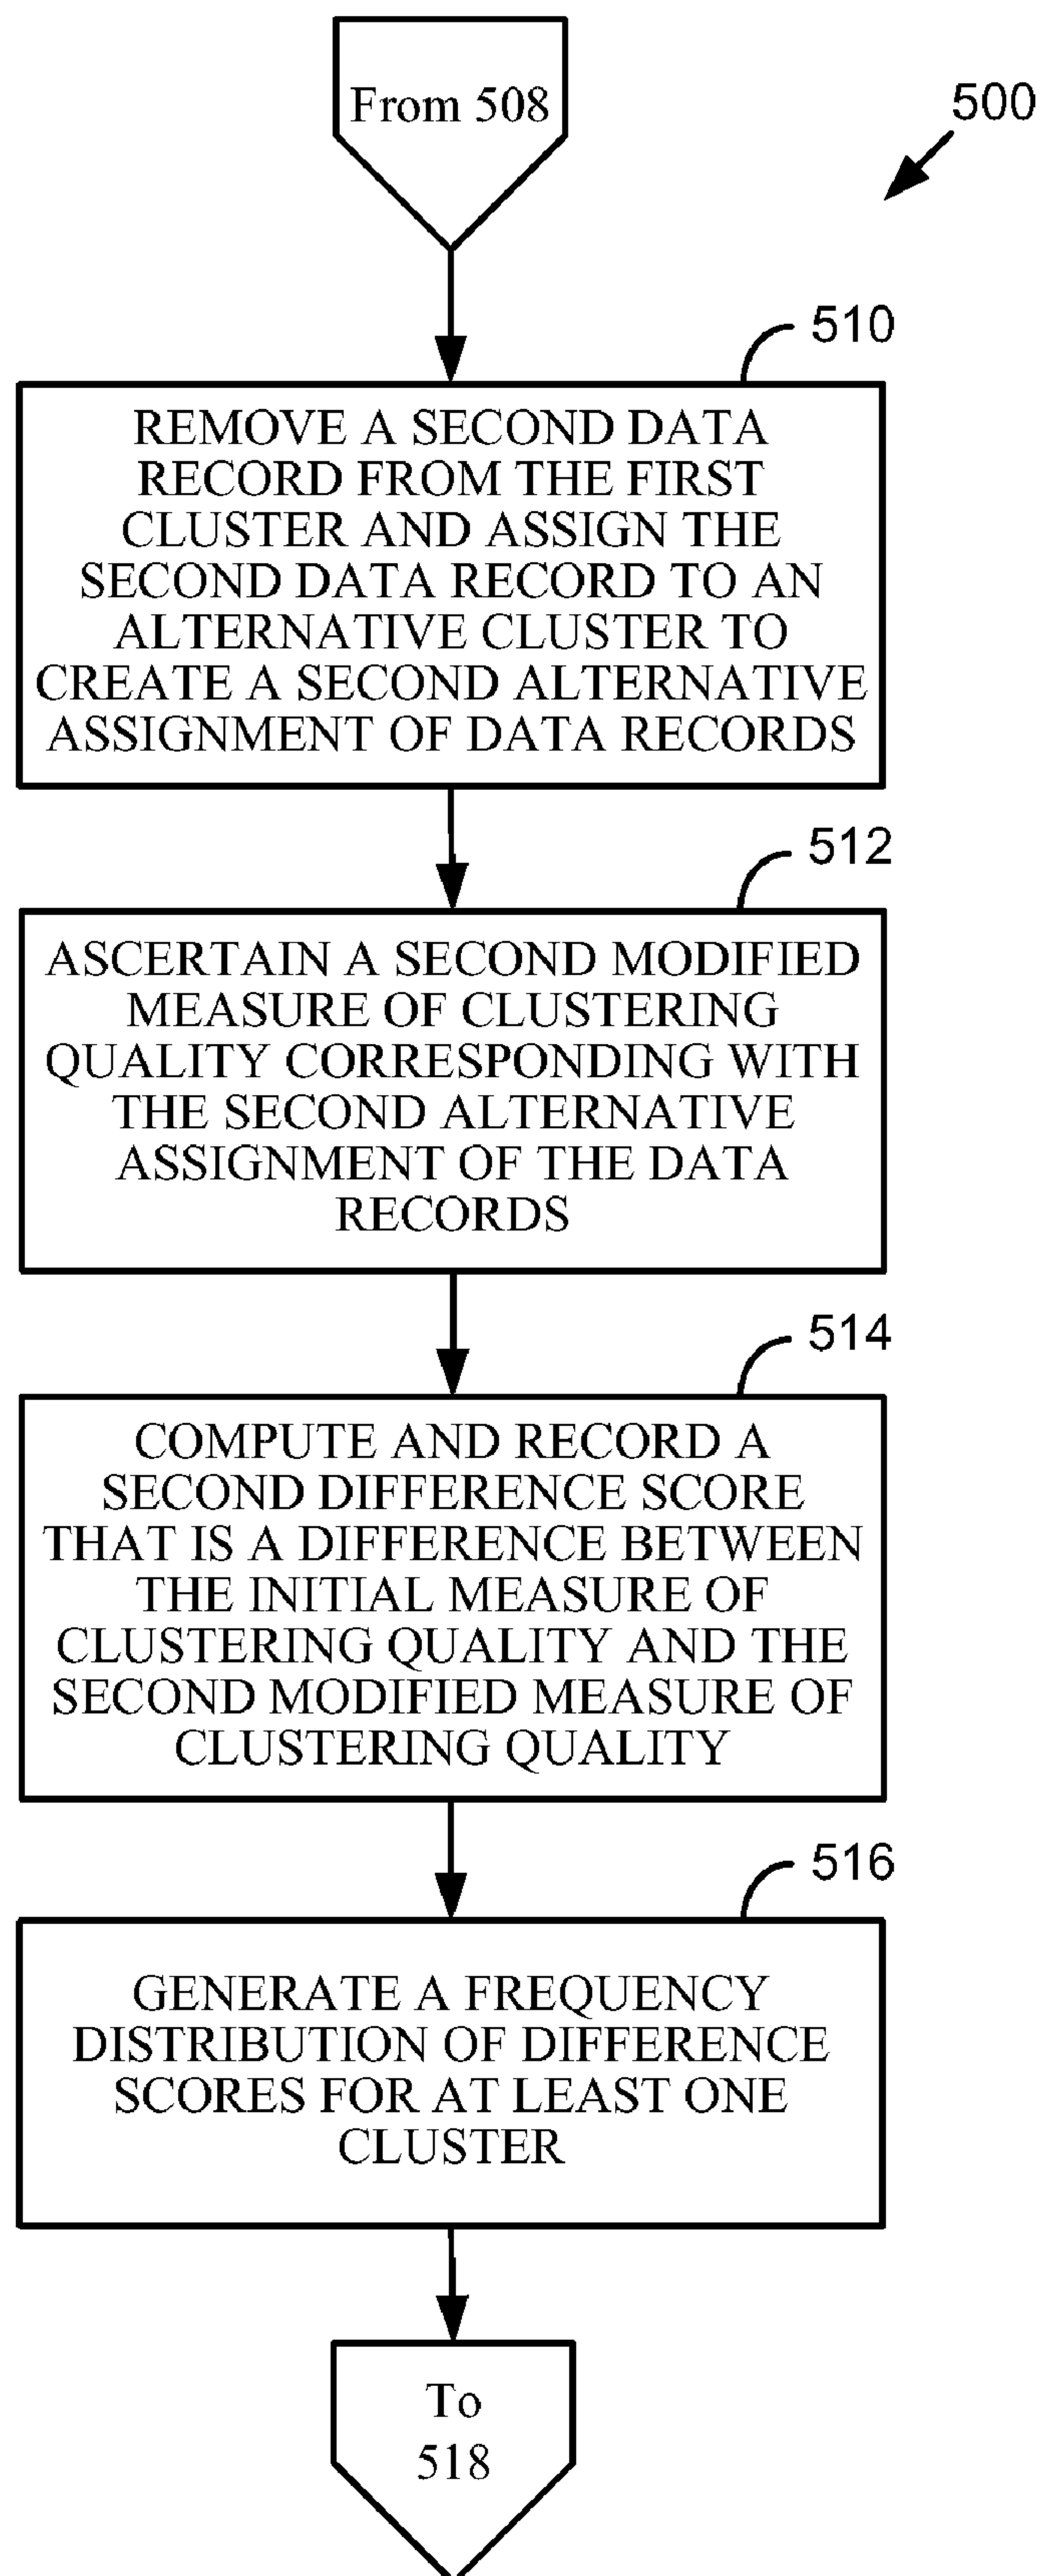 From 508
500
510
REMOVE A SECOND DATA
RECORD FROM THE FIRST
CLUSTER AND ASSIGN THE
SECOND DATA RECORD TO AN
ALTERNATIVE CLUSTER TO
CREATE A SECOND ALTERNATIVE
ASSIGNMENT OF DATA RECORDS
512
ASCERTAIN A SECOND MODIFIED
MEASURE OF CLUSTERING
QUALITY CORRESPONDING WITH
THE SECOND ALTERNATIVE
ASSIGNMENT OF THE DATA
RECORDS
514
COMPUTE AND RECORD A
SECOND DIFFERENCE SCORE
THAT IS A DIFFERENCE BETWEEN
THE INITIAL MEASURE OF
CLUSTERING QUALITY AND THE
SECOND MODIFIED MEASURE OF
CLUSTERING QUALITY
516
GENERATE A FREQUENCY
DISTRIBUTION OF DIFFERENCE
SCORES FOR AT LEAST ONE
CLUSTER
To
518